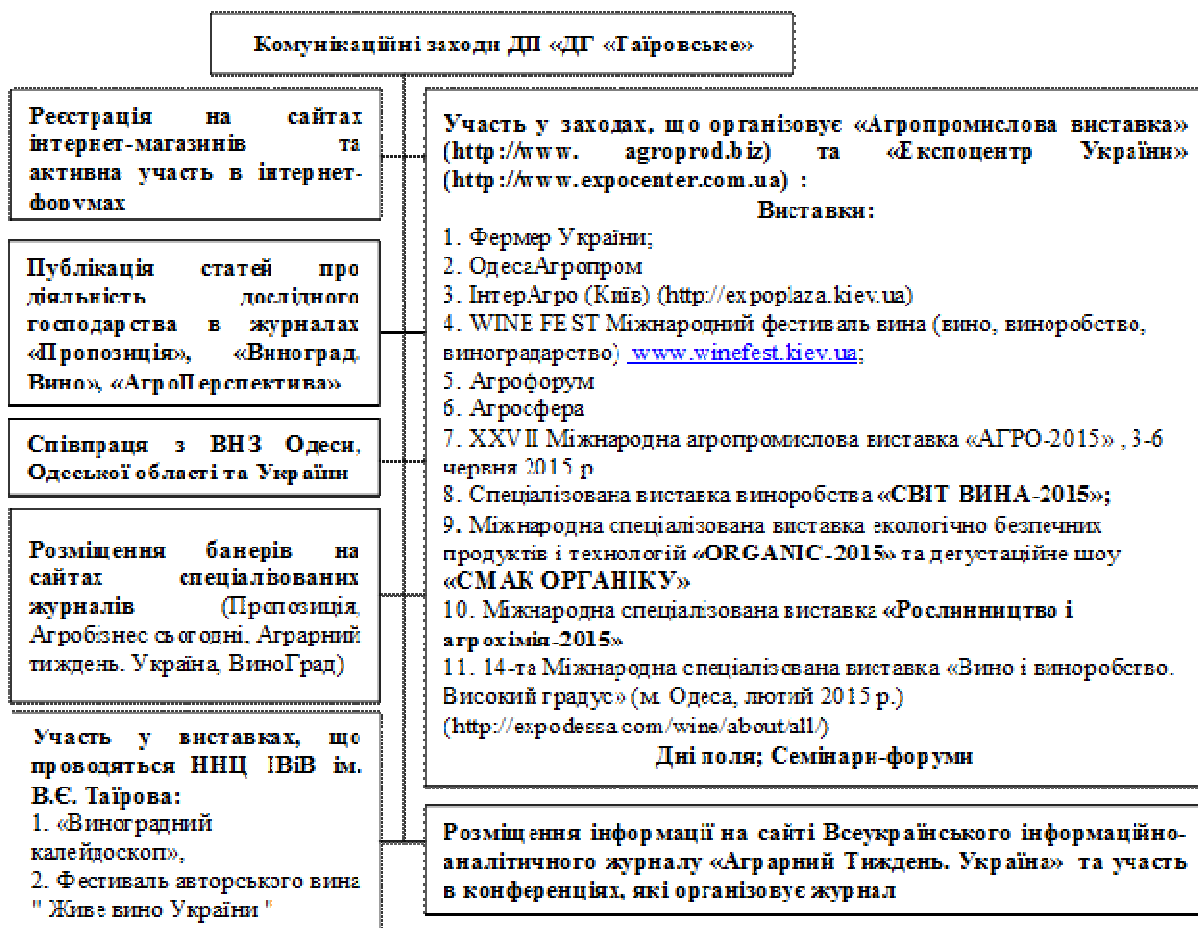 Комунікаційні заходи ДП «ДГ «Таїровське»
Реєстрація на сайтах
інтернет-магазинів та
активна участь в інтернет-
форумах
Публікація статей про
діяльність дослідного
господарства в журналах
«Пропозиція», «Виноград.
Вино», «АгроПерспектива»
Співпраця з ВНЗ Одеси,
Одеської області та України
Розміщення банерів на
сайтах спеціалізованих
журналів (Пропозиція,
Агробізнес сьогодні, Аграрний
тиждень. Україна, ВиноГрад)
Участь у виставках, що
проводяться ННЦ ІВіВ ім.
В.Є. Таїрова:
1. «Виноградний
калейдоскоп»,
2. Фестиваль авторського вина
" Живе вино України "
Участь у заходах, що організовує «Агропромислова виставка»
(http://www. agroprod.biz) та «Експоцентр України»
(http://www.expocenter.com.ua) :
Виставки:
1. Фермер України;
2. ОдесаАгропром
3. ІнтерАгро (Київ) (http://expoplaza.kiev.ua)
4. WINE FEST Міжнародний фестиваль вина (вино, виноробство,
виноградарство) www.winefest.kiev.ua;
5. Агрофорум
6. Агросфера
7. XXVII Міжнародна агропромислова виставка «АГРО-2015» , 3-6
червня 2015 р
8. Спеціалізована виставка виноробства «СВІТ ВИНА-2015»;
9. Міжнародна спеціалізована виставка екологічно безпечних
продуктів і технологій «ORGANIC-2015» та дегустаційне шоу
«СМАК ОРГАНІКУ»
10. Міжнародна спеціалізована виставка «Рослинництво і
агрохімія-2015»
11. 14-та Міжнародна спеціалізована виставка «Вино і виноробство.
Високий градус» (м. Одеса, лютий 2015 р.)
(http://expodessa.com/wine/about/all/)
Дні поля; Семінари-форуми
Розміщення інформації на сайті Всеукраїнського інформаційно-
аналітичного журналу «Аграрний Тиждень. Україна» та участь
в конференціях, які організовує журнал